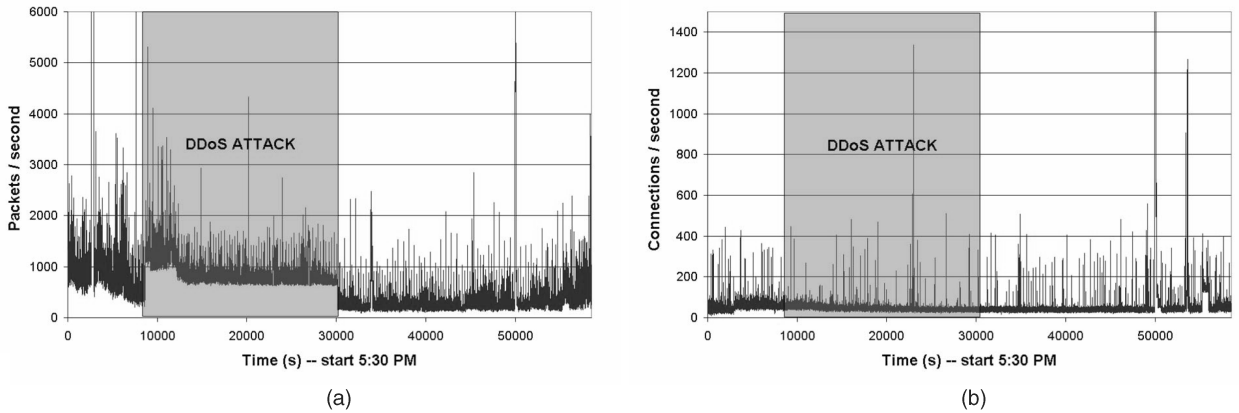 6000
5000
4000
3000
2000
1000
0
Packets / second
DDoS ATTACK
0 10000 20000 30000 40000 50000
Time (s) -- start 5:30 PM
(a)
1400
1200
1000
800
600
400
200
0
Connections / second
DDoS ATTACK
0 10000 20000 30000 40000 50000
Time (s) -- start 5:30 PM
(b)